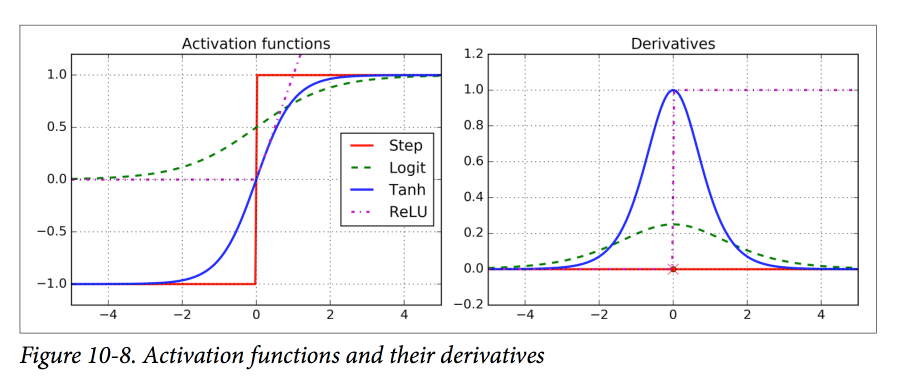 Activation functions
1.0
0.5
0.0
−0.5
−1.0
−4 −2 0 2 4
Step
Logit
Tanh
ReLU
Derivatives
1.2
1.0
0.8
0.6
0.4
0.2
0.0
−0.2
−4 −2 0 2 4
Figure 10-8. Activation functions and their derivatives